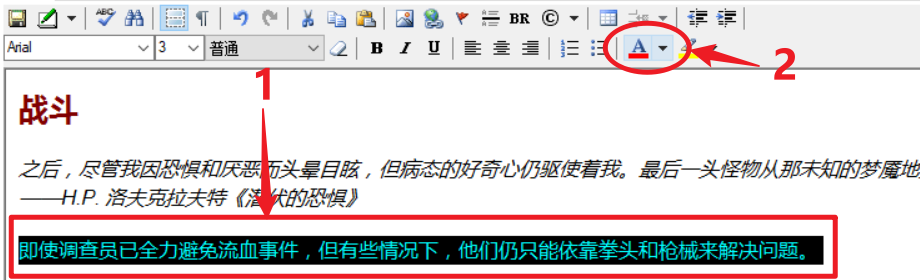 ABC BR ©
Arial 3 普通 B I U A
1 2
战斗
之后，尽管我因恐惧和厌恶而头晕目眩，但病态的好奇心仍驱使着我。最后一头怪物从那未知的梦魇地
——H.P. 洛夫克拉夫特《潜伏的恐惧》
即使调查员已全力避免流血事件，但有些情况下，他们仍只能依靠拳头和枪械来解决问题。